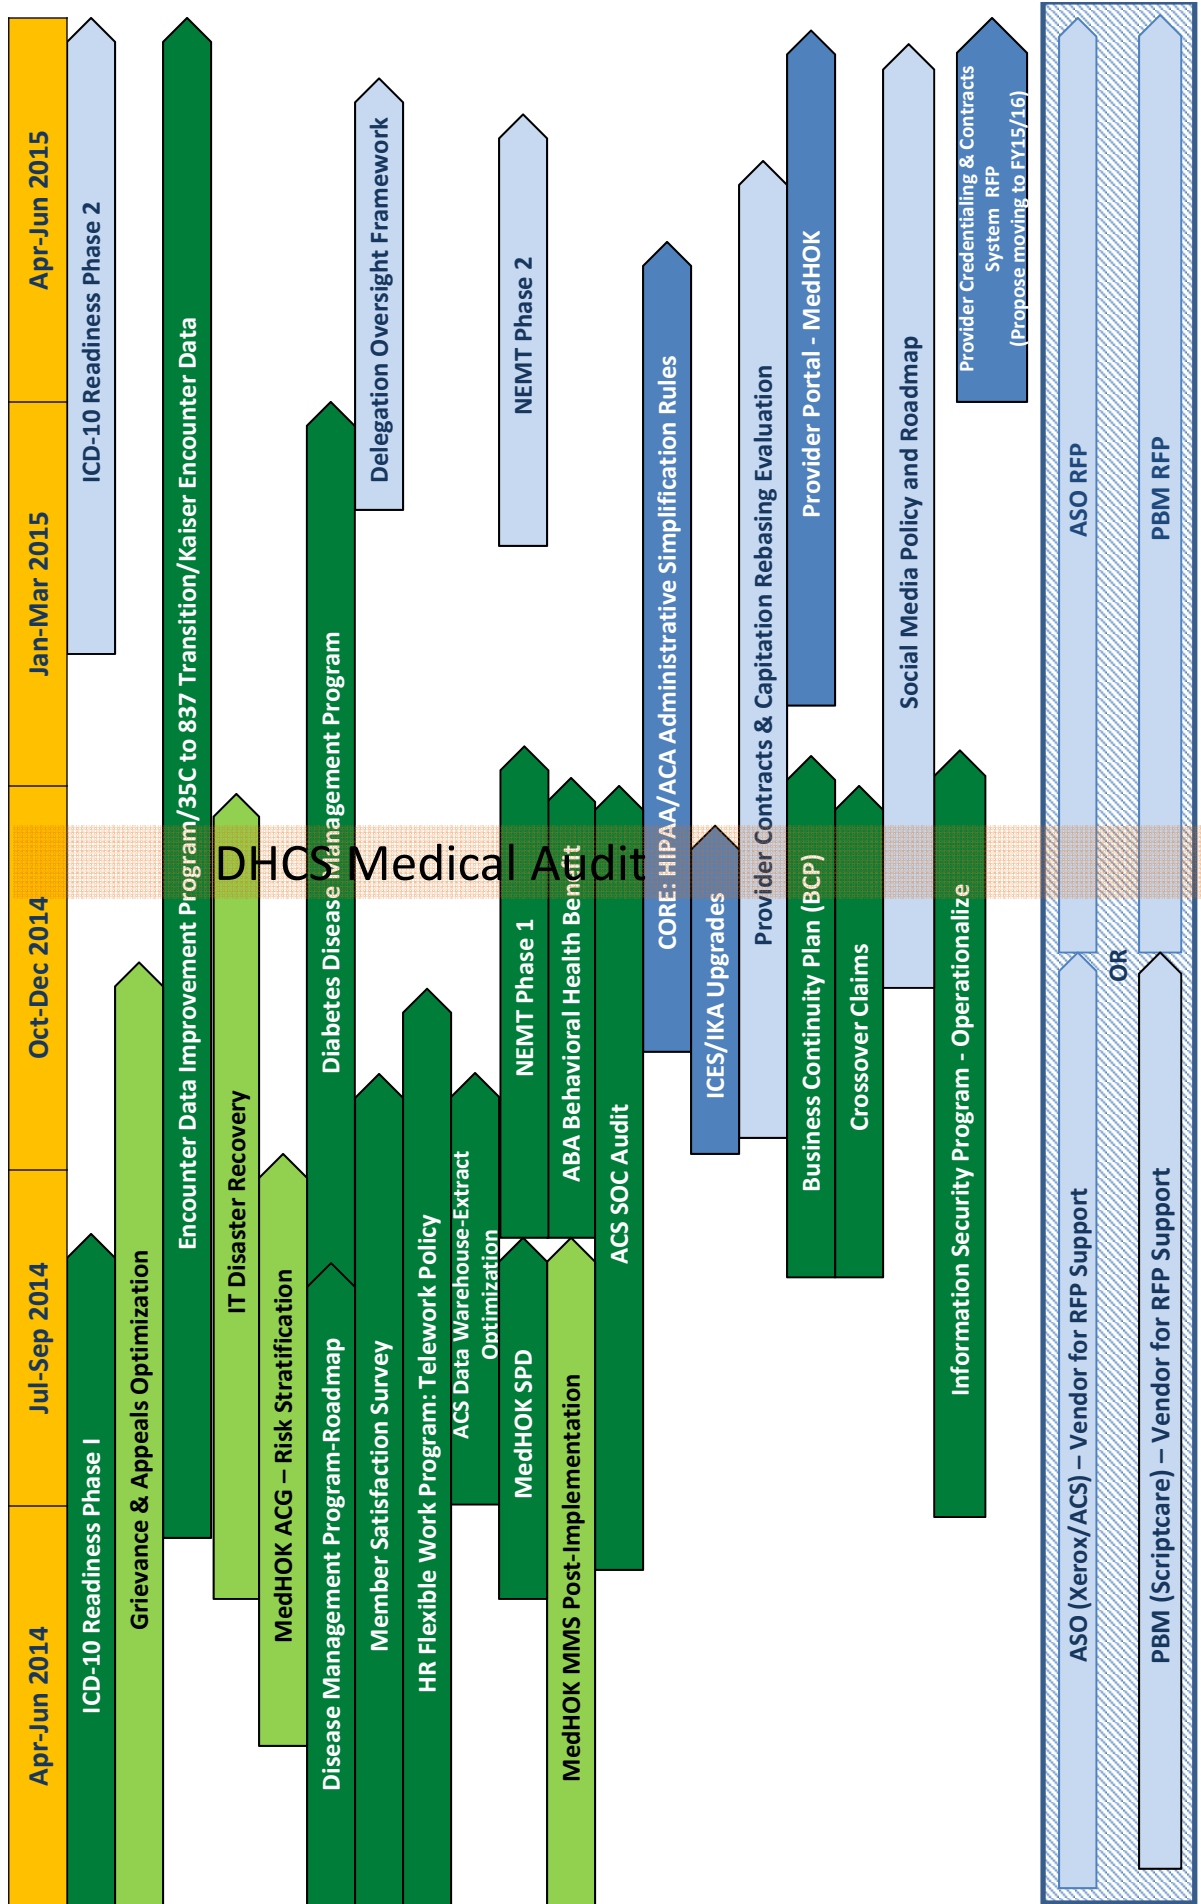 Apr-Jun 2014
Jul-Sep 2014
Oct-Dec 2014
Jan-Mar 2015
Apr-Jun 2015
ICD-10 Readiness Phase I
ICD-10 Readiness Phase 2
Grievance & Appeals Optimization
Encounter Data Improvement Program/35C to 837 Transition/Kaiser Encounter Data
IT Disaster Recovery
MedHOK ACG – Risk Stratification
Disease Management Program-Roadmap
Diabetes Disease Management Program
Member Satisfaction Survey
Delegation Oversight Framework
HR Flexible Work Program: Telework Policy
ACS Data Warehouse-Extract
Optimization
MedHOK SPD
NEMT Phase 1
NEMT Phase 2
MedHOK MMS Post-Implementation
ABA Behavioral Health Benefit
ACS SOC Audit
DHCS Medical Audit
CORE: HIPAA/ACA Administrative Simplification Rules
ICES/IKA Upgrades
Provider Contracts & Capitation Rebasing Evaluation
Business Continuity Plan (BCP)
Provider Portal - MedHOK
Crossover Claims
Social Media Policy and Roadmap
Information Security Program - Operationalize
Provider Credentialing & Contracts
System RFP
(Propose moving to FY15/16)
ASO (Xerox/ACS) – Vendor for RFP Support
ASO RFP
OR
PBM (Scriptcare) – Vendor for RFP Support
PBM RFP